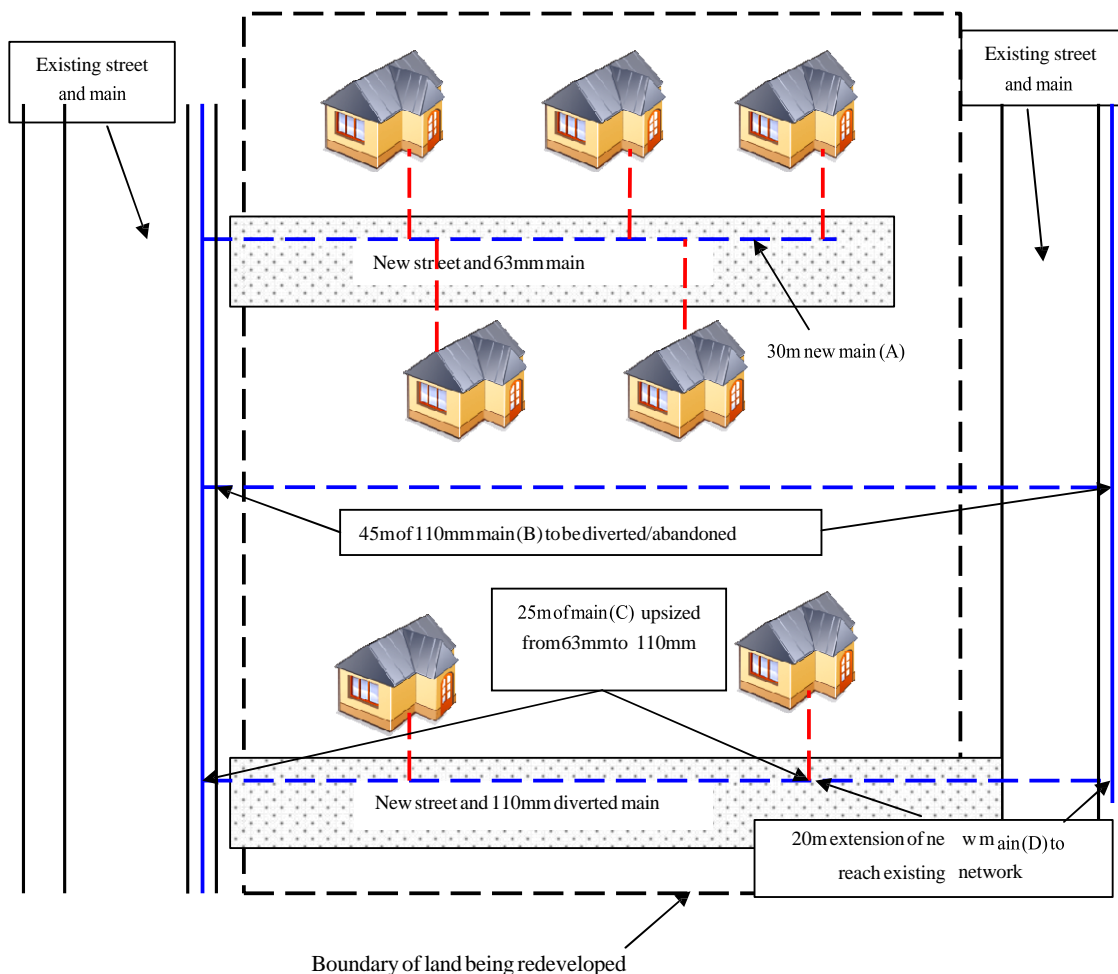 Existing street
and main
Existing street
and main
New street and 63mm main
30m new main (A)
45m of 110mm main (B) to be diverted/abandoned
25m of main (C) upsized
from 63mm to 110mm
New street and 110mm diverted main
20m extension of ne w main (D) to
reach existing network
Boundary of land being redeveloped